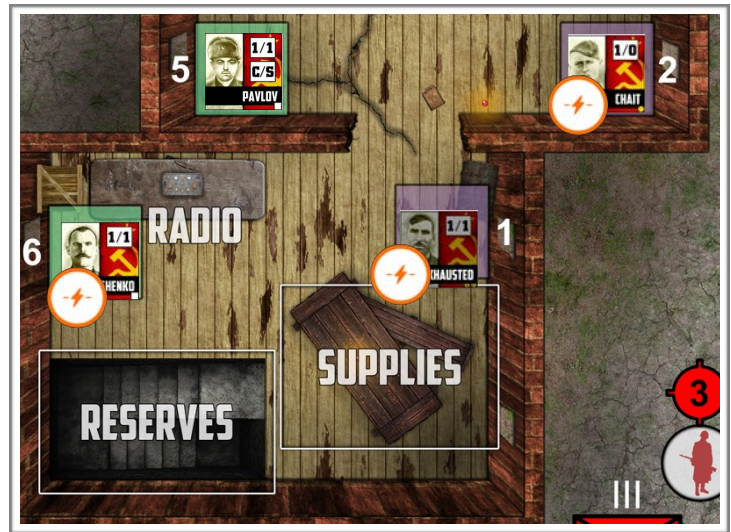 5
1/1
C/S
PAVLOV
1/0
CHAIT
2
RADIO
6
1/1
HENKO
1/1
HAUSTED
1
SUPPLIES
RESERVES
3
III